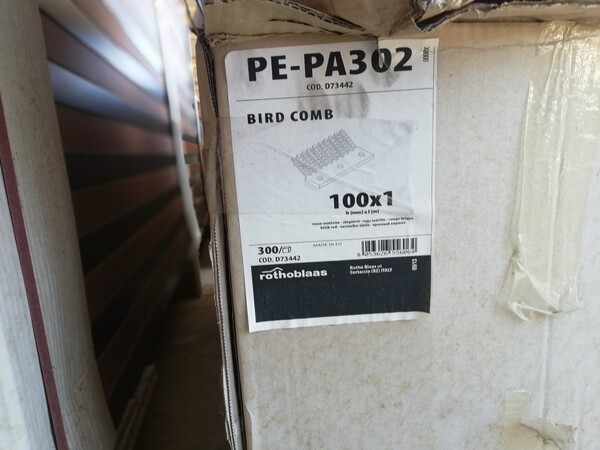 PE-PA302
COD. D73442
BIRD COMB
100x1
h [mm] x l [m]
300/
MADE IN EU
COD. D73442
rothoblaas
Rotho Blaas srl
Cortaccia (BZ) ITALY